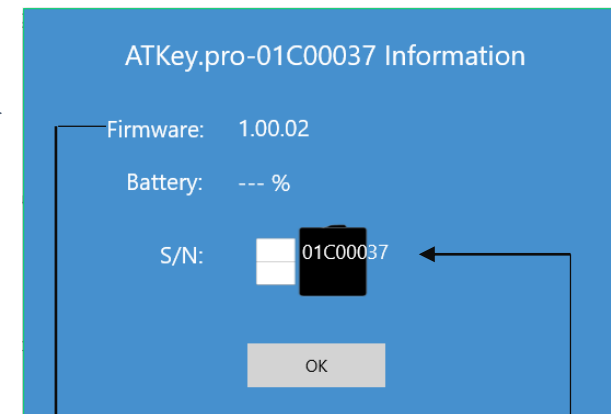 ATKey.pro-01C00037 Information
Firmware: 1.00.02
Battery: --- %
S/N: 01C00037
OK